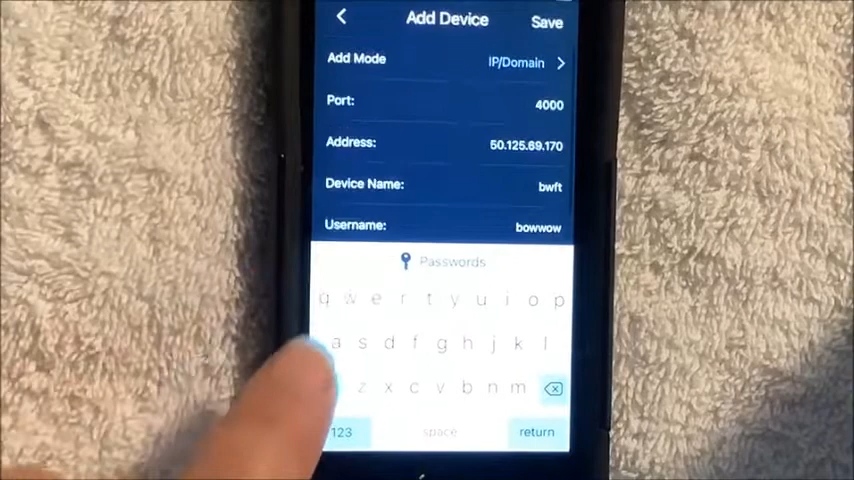 Add Device Save
Add Mode IP/Domain
Port: 4000
Address: 50.125.69.170
Device Name: bwft
Username: bowwow
Passwords
q w e r t y u i o p
a s d f g h j k l
z x c v b n m
123 space return